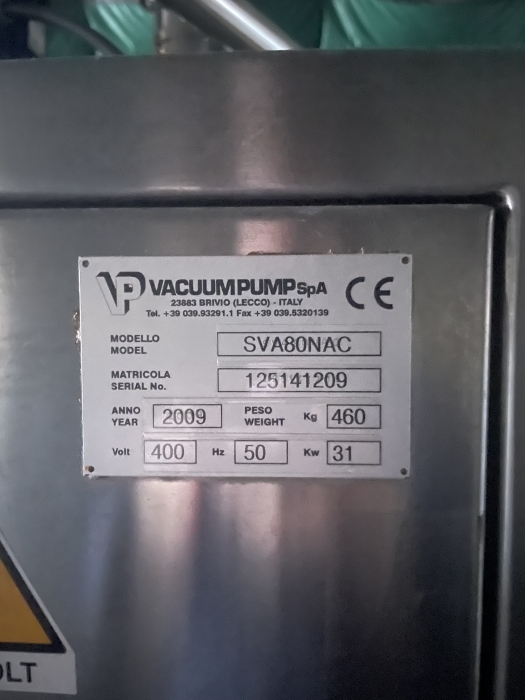 VP VACUUMPUMP SpA CE
23883 BRIVIO (LECCO) - ITALY
Tel. +39 039.93291.1 Fax +39 039.5320139
MODELLO
MODEL SVA80NAC
MATRICOLA
SERIAL No. 125141209
ANNO
YEAR 2009 PESO
WEIGHT Kg 460
Volt 400 Hz 50 Kw 31
OLT